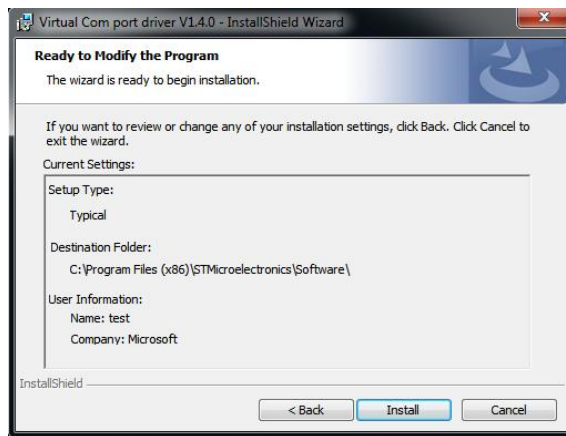 Virtual Com port driver V1.4.0 - InstallShield Wizard
Ready to Modify the Program
The wizard is ready to begin installation.
If you want to review or change any of your installation settings, click Back. Click Cancel to
exit the wizard.
Current Settings:
Setup Type:
Typical
Destination Folder:
C:\Program Files (x86)\STMicroelectronics\Software\
User Information:
Name: test
Company: Microsoft
InstallShield
< Back Install Cancel